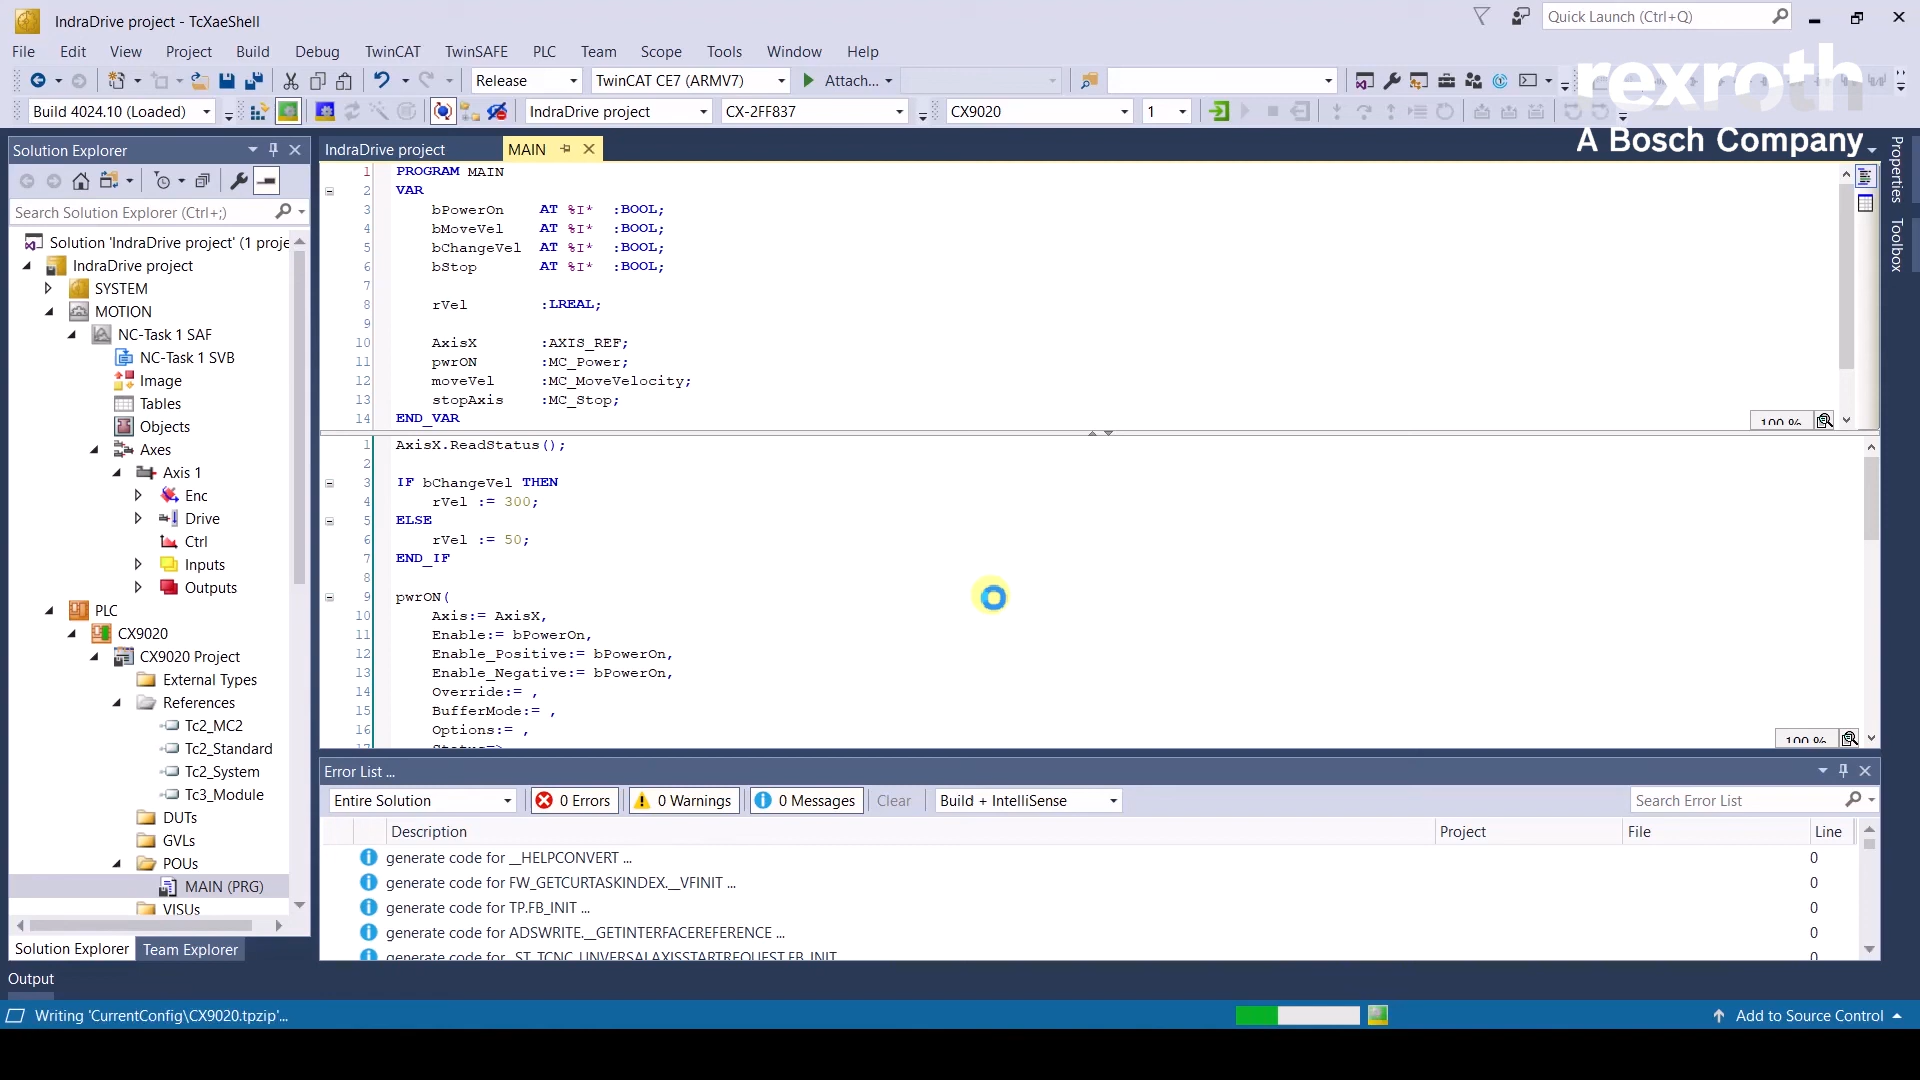 IndraDrive project - TcXaeShell
Quick Launch (Ctrl+Q)
File Edit View Project Build Debug TwinCAT TwinSAFE PLC Team Scope Tools Window Help
Release TwinCAT CE7 (ARMV7) Attach...
rexroth
A Bosch Company
Build 4024.10 (Loaded) IndraDrive project CX-2FF837 CX9020 1
Solution Explorer
Search Solution Explorer (Ctrl+;)
Solution 'IndraDrive project' (1 proje
IndraDrive project
SYSTEM
MOTION
NC-Task 1 SAF
NC-Task 1 SVB
Image
Tables
Objects
Axes
Axis 1
Enc
Drive
Ctrl
Inputs
Outputs
PLC
CX9020
CX9020 Project
External Types
References
Tc2_MC2
Tc2_Standard
Tc2_System
Tc3_Module
DUTs
GVLs
POUs
MAIN (PRG)
VISUs
Solution Explorer Team Explorer
IndraDrive project MAIN
1 PROGRAM MAIN
2 VAR
3 bPowerOn AT %I* :BOOL;
4 bMoveVel AT %I* :BOOL;
5 bChangeVel AT %I* :BOOL;
6 bStop AT %I* :BOOL;
7
8 rVel :LREAL;
9
10 AxisX :AXIS_REF;
11 pwrON :MC_Power;
12 moveVel :MC_MoveVelocity;
13 stopAxis :MC_Stop;
14 END_VAR
100 %
1 AxisX.ReadStatus();
2
3 IF bChangeVel THEN
4 rVel := 300;
5 ELSE
6 rVel := 50;
7 END_IF
8
9 pwrON(
10 Axis:= AxisX,
11 Enable:= bPowerOn,
12 Enable_Positive:= bPowerOn,
13 Enable_Negative:= bPowerOn,
14 Override:= ,
15 BufferMode:= ,
16 Options:= ,
17 Status=>
100 %
Properties
Toolbox
Error List ...
Entire Solution 0 Errors 0 Warnings 0 Messages Clear Build + IntelliSense Search Error List
Description Project File Line
generate code for __HELPCONVERT ... 0
generate code for FW_GETCURTASKINDEX.__VFINIT ... 0
generate code for TP.FB_INIT ... 0
generate code for ADSWRITE.__GETINTERFACEREFERENCE ... 0
generate code for _ST_TCNC_UNVERSALAXISSTARTREQUEST.FB_INIT 0
Output
Writing 'CurrentConfig\CX9020.tpzip'...
Add to Source Control